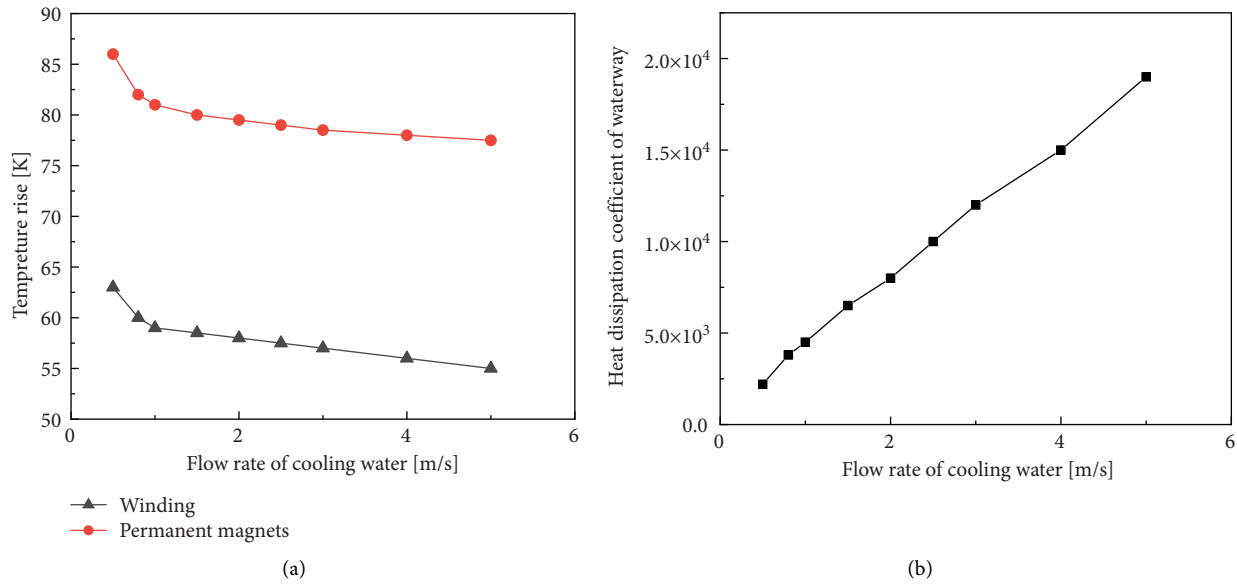 90
85
80
75
70
65
60
55
50
Tempreture rise [K]
0
2
4
6
Flow rate of cooling water [m/s]
Winding
Permanent magnets
(a)
2.0×10⁴
1.5×10⁴
1.0×10⁴
5.0×10³
0.0
Heat dissipation coefficient of waterway
0
2
4
6
Flow rate of cooling water [m/s]
(b)